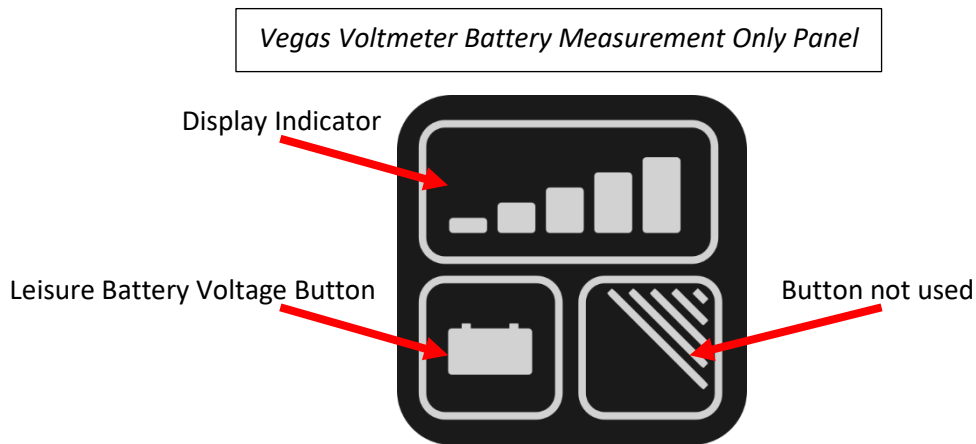 Vegas Voltmeter Battery Measurement Only Panel
Display Indicator
Leisure Battery Voltage Button
Button not used